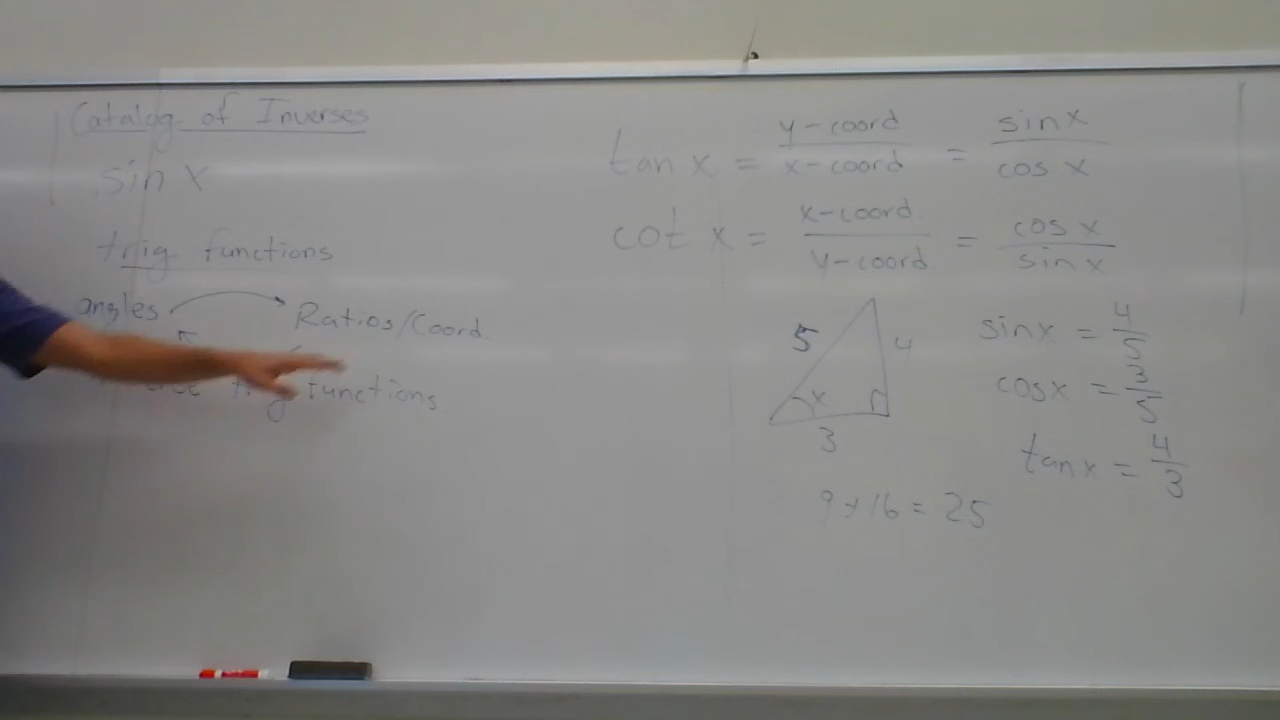 Catalog of Inverses
sin x
trig functions
angles
Ratios/Coord.
functions
tan x = y-coord / x-coord = sin x / cos x
cot x = x-coord. / y-coord = cos x / sin x
5
4
x
3
9 + 16 = 25
sin x = 4/5
cos x = 3/5
tan x = 4/3